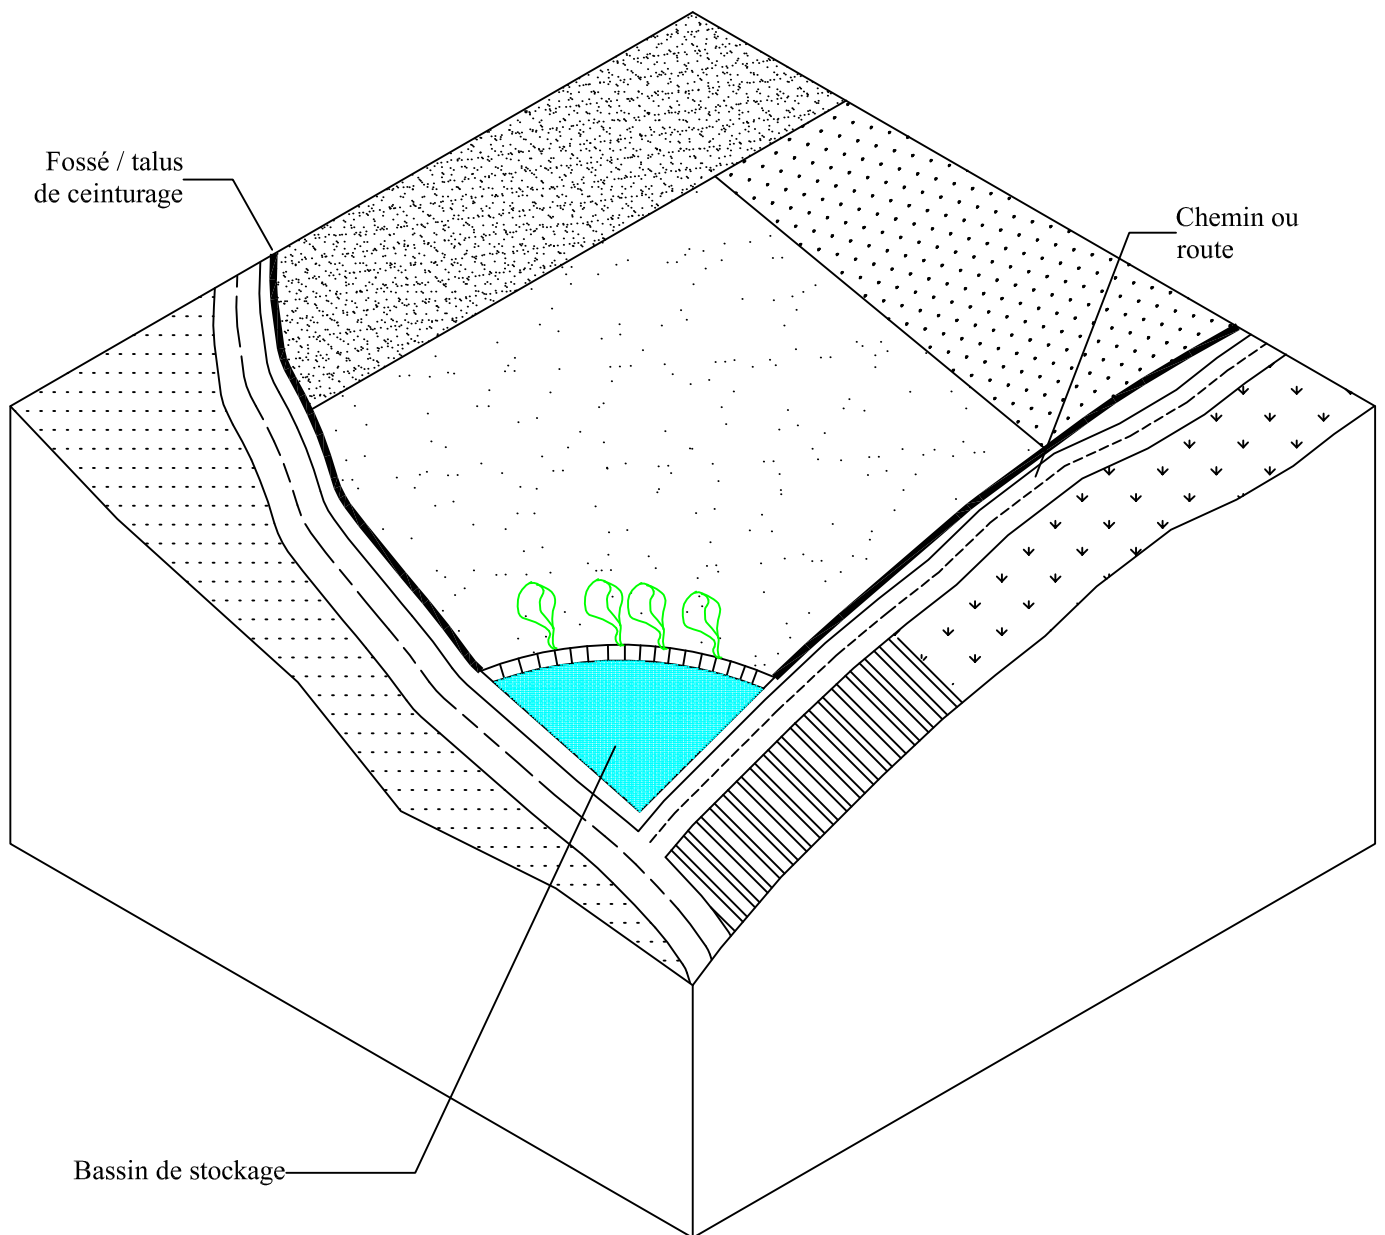 Fossé / talus
de ceinturage
Chemin ou
route
Bassin de stockage